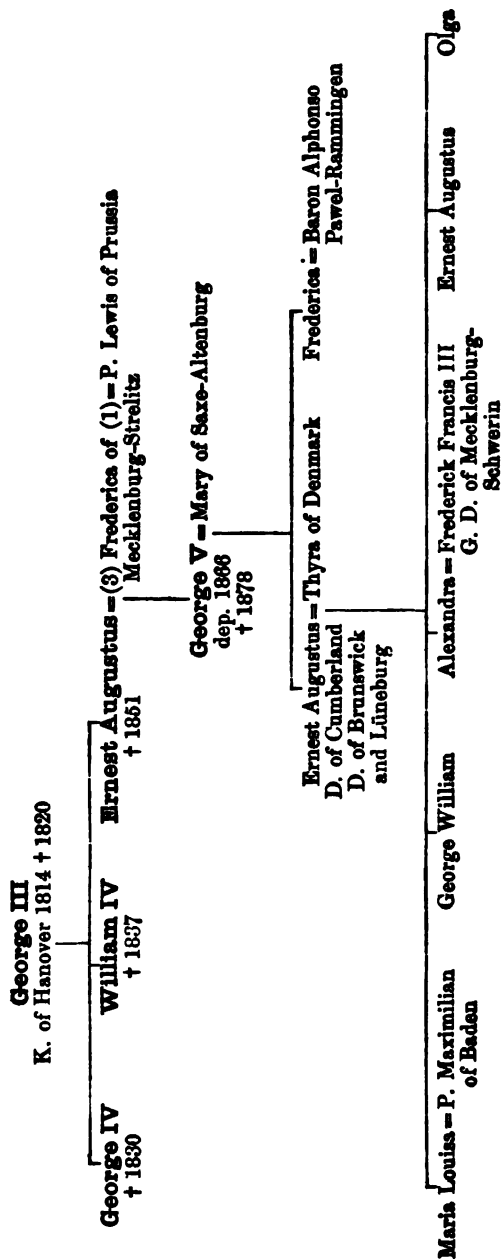 George III
K. of Hanover 1814 † 1820
George IV
† 1830
William IV
† 1837
Ernest Augustus = (3) Frederica of (1) = P. Lewis of Prussia
† 1851
Mecklenburg-Strelitz
George V = Mary of Saxe-Altenburg
dep. 1866
† 1878
Ernest Augustus = Thyra of Denmark
D. of Cumberland
D. of Brunswick
and Lüneburg
Frederica = Baron Alphonso
Pawel-Rammingen
Maria Louisa = P. Maximilian
of Baden
George William
Alexandra = Frederick Francis III
G. D. of Mecklenburg-
Schwerin
Ernest Augustus
Olga